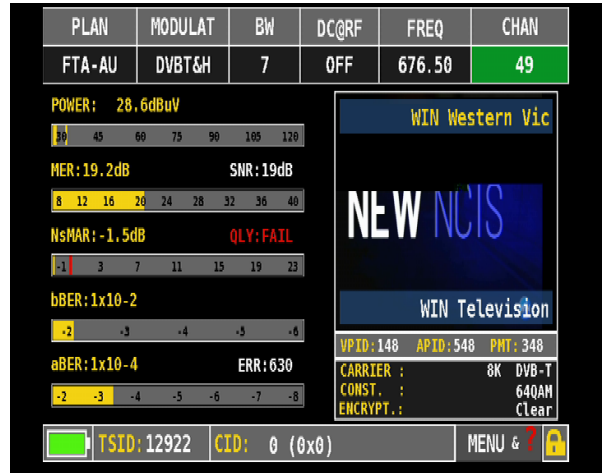 PLAN MODULAT BW DC@RF FREQ CHAN
FTA-AU DVBT&H 7 OFF 676.50 49
POWER: 28.6dBuV
30 45 60 75 90 105 120
MER:19.2dB SNR:19dB
8 12 16 20 24 28 32 36 40
NsMAR:-1.5dB QLY:FAIL
-1 3 7 11 15 19 23
bBER:1x10-2
-2 -3 -4 -5 -6
aBER:1x10-4 ERR:630
-2 -3 -4 -5 -6 -7 -8
WIN Western Vic
NEW NCIS
WIN Television
VPID:148 APID:548 PMT:348
CARRIER : 8K DVB-T
CONST. : 64QAM
ENCRYPT.: Clear
TSID:12922 CID: 0 (0x0) MENU & ?